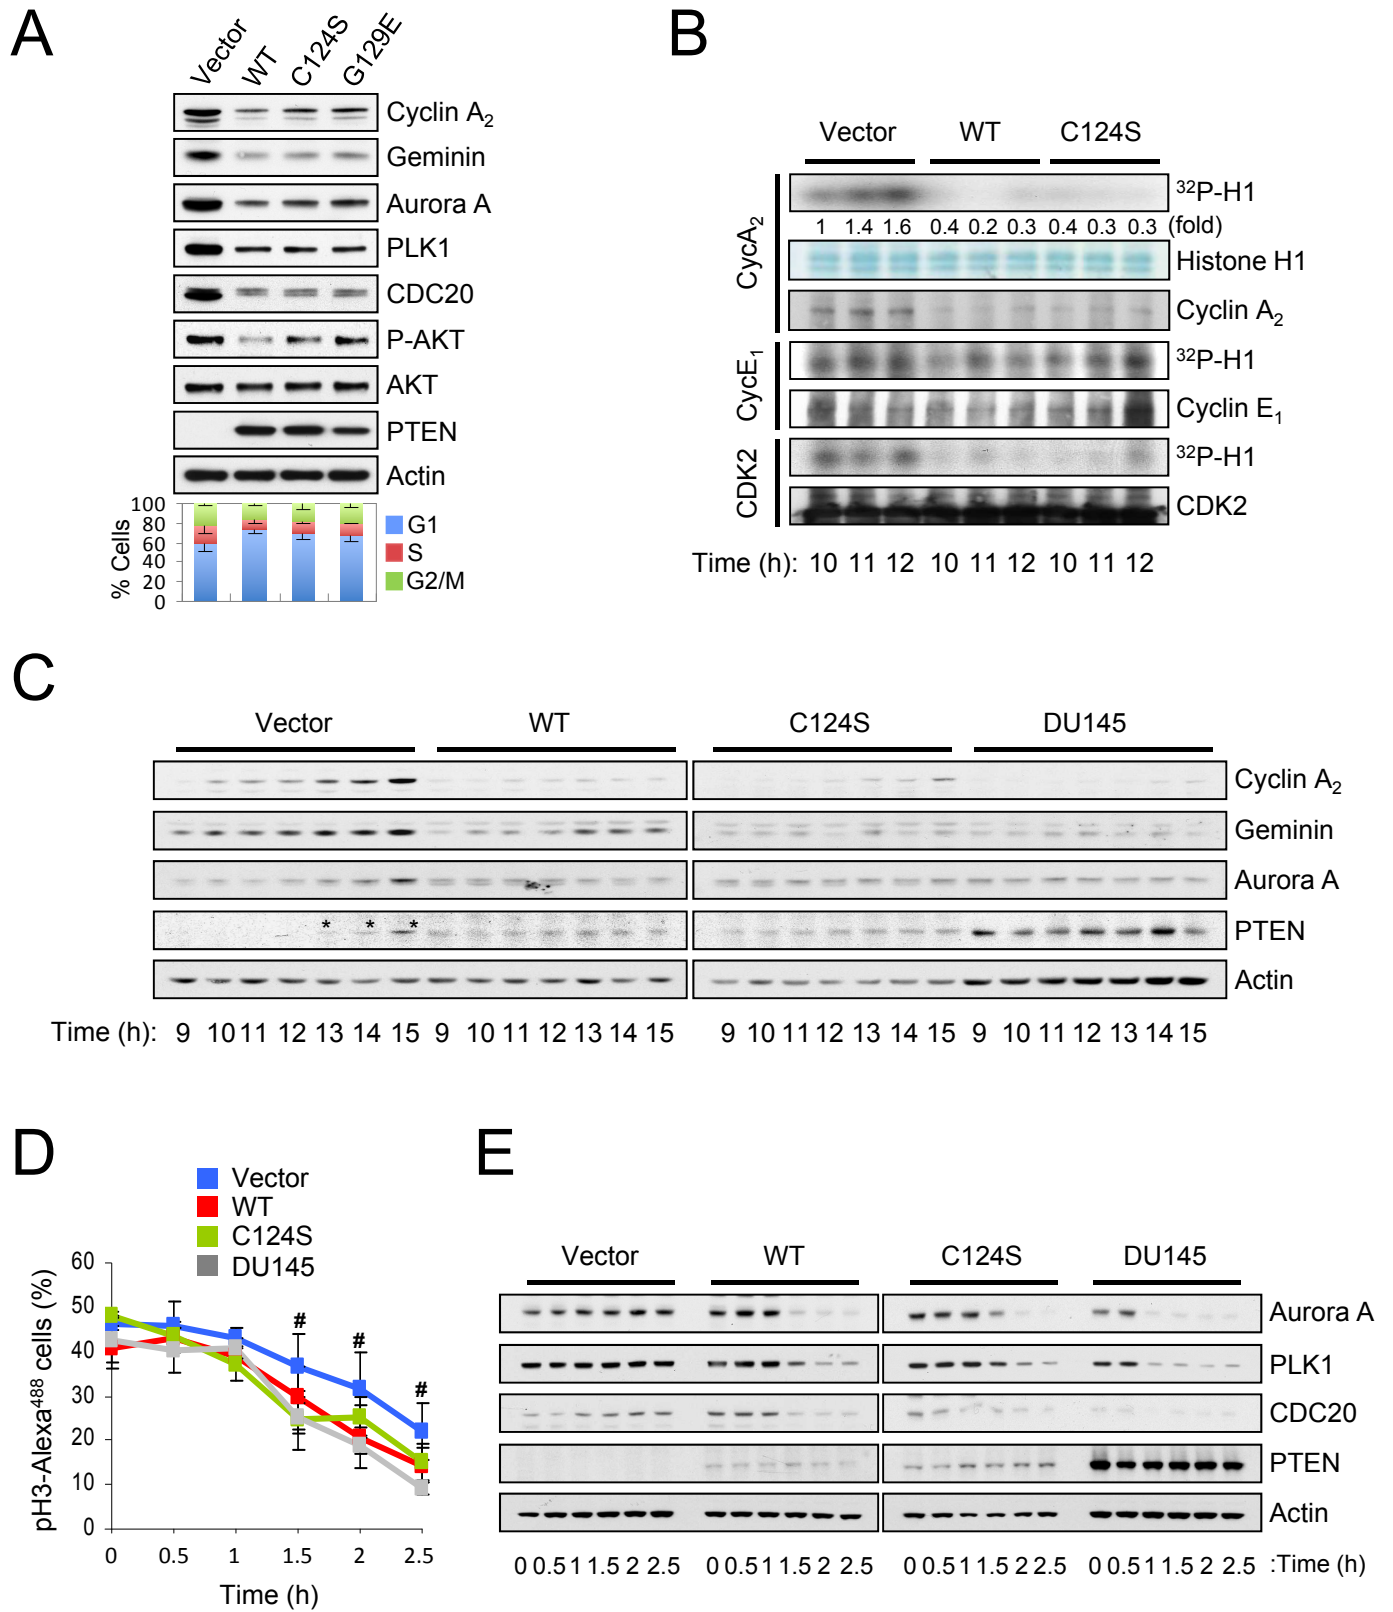 A
Vector WT C124S G129E
Cyclin A2
Geminin
Aurora A
PLK1
CDC20
P-AKT
AKT
PTEN
Actin
% Cells
100
80
60
40
20
0
G1
S
G2/M
B
Vector WT C124S
CycA2
32P-H1
1 1.4 1.6 0.4 0.2 0.3 0.4 0.3 0.3 (fold)
Histone H1
Cyclin A2
CycE1
32P-H1
Cyclin E1
CDK2
32P-H1
CDK2
Time (h): 10 11 12 10 11 12 10 11 12
C
Vector WT C124S DU145
Cyclin A2
Geminin
Aurora A
* * *
PTEN
Actin
Time (h): 9 10 11 12 13 14 15 9 10 11 12 13 14 15 9 10 11 12 13 14 15 9 10 11 12 13 14 15
D
Vector
WT
C124S
DU145
pH3-Alexa488 cells (%)
60
50
40
30
20
10
0
# # #
0 0.5 1 1.5 2 2.5
Time (h)
E
Vector WT C124S DU145
Aurora A
PLK1
CDC20
PTEN
Actin
0 0.5 1 1.5 2 2.5 0 0.5 1 1.5 2 2.5 0 0.5 1 1.5 2 2.5 0 0.5 1 1.5 2 2.5 :Time (h)